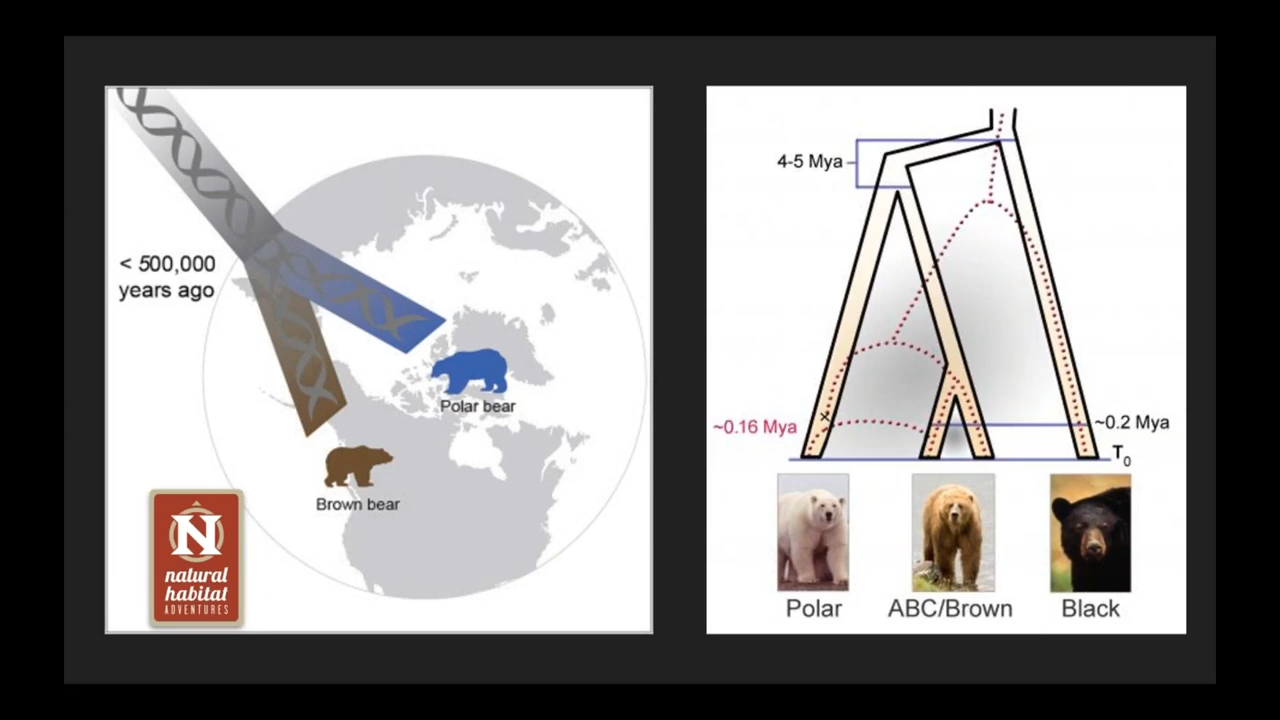 < 500,000
years ago
Polar bear
Brown bear
N
natural
habitat
ADVENTURES
4-5 Mya
~0.16 Mya
~0.2 Mya
T0
Polar
ABC/Brown
Black